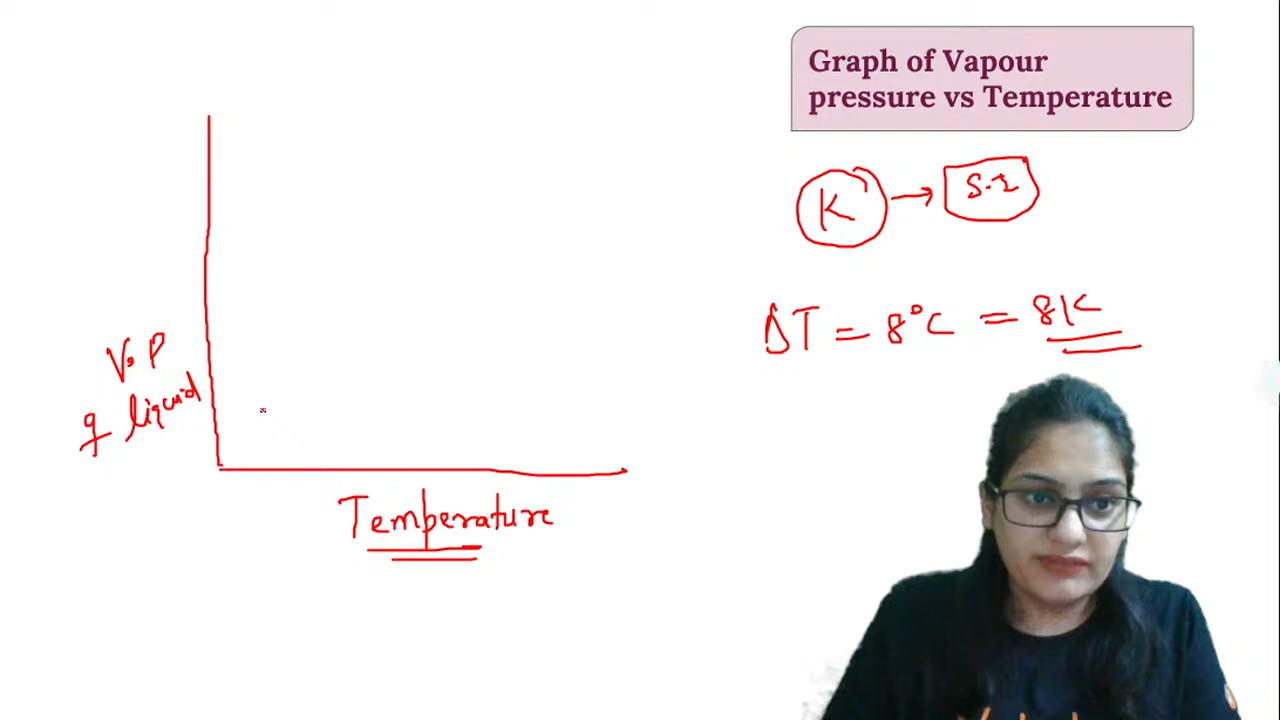 Graph of Vapour
pressure vs Temperature
K → S.I
ΔT = 8°C = 8K
V.P
of liquid
Temperature